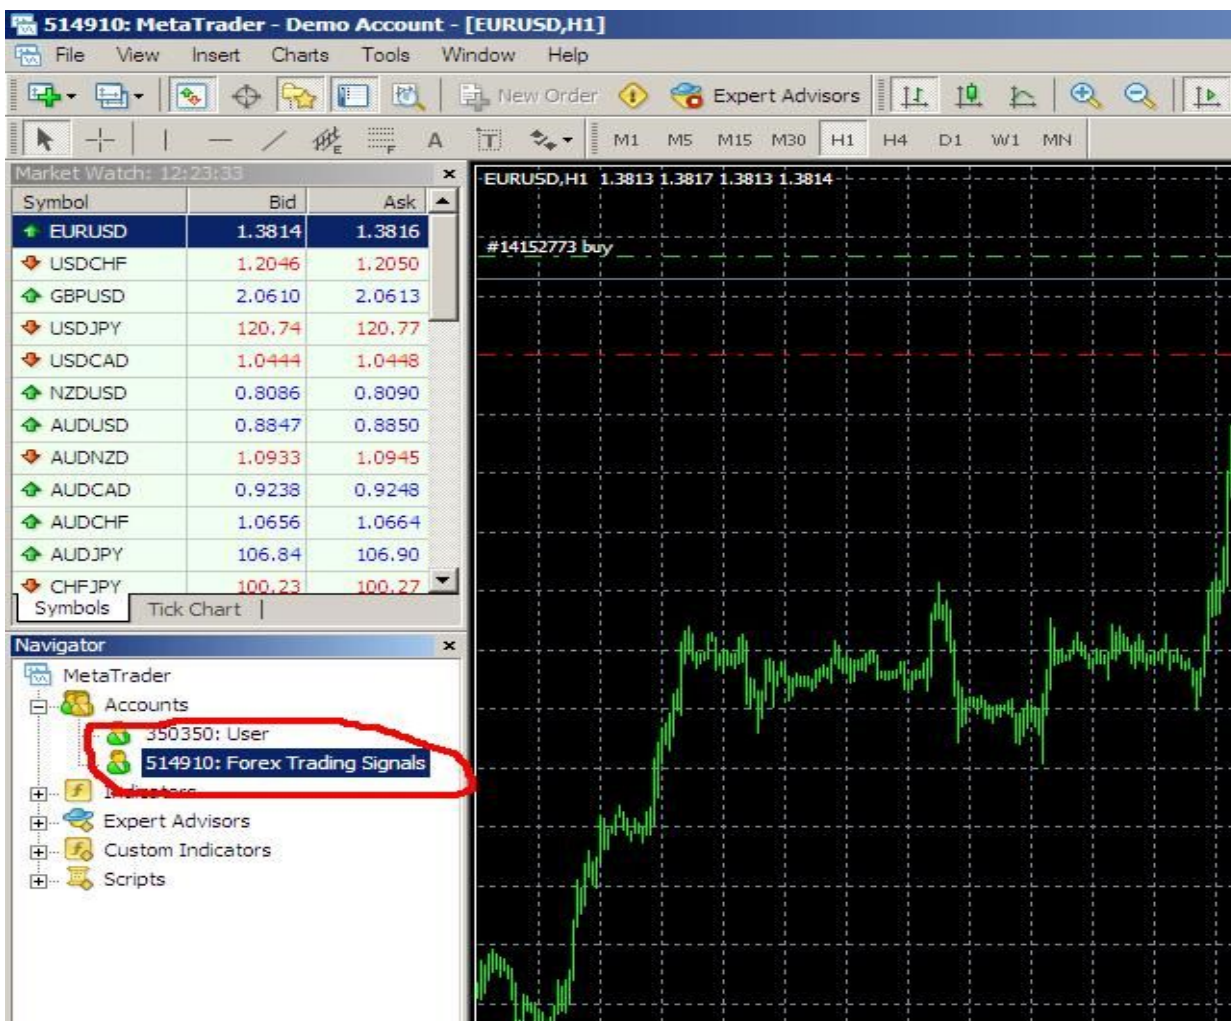 514910: MetaTrader - Demo Account - [EURUSD,H1]
File View Insert Charts Tools Window Help
New Order Expert Advisors
A T M1 M5 M15 M30 H1 H4 D1 W1 MN
Market Watch: 12:23:33
Symbol Bid Ask
EURUSD 1.3814 1.3816
USDCHF 1.2046 1.2050
GBPUSD 2.0610 2.0613
USDJPY 120.74 120.77
USDCAD 1.0444 1.0448
NZDUSD 0.8086 0.8090
AUDUSD 0.8847 0.8850
AUDNZD 1.0933 1.0945
AUDCAD 0.9238 0.9248
AUDCHF 1.0656 1.0664
AUDJPY 106.84 106.90
CHFJPY 100.23 100.27
Symbols Tick Chart
Navigator
MetaTrader
Accounts
350350: User
514910: Forex Trading Signals
Indicators
Expert Advisors
Custom Indicators
Scripts
EURUSD,H1 1.3813 1.3817 1.3813 1.3814
#14152773 buy